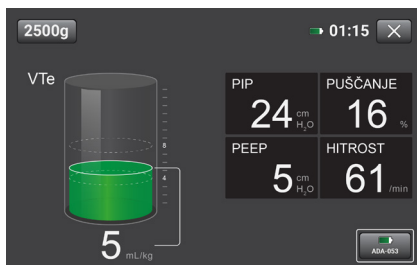 2500g
01:15
VTe
8
4
5 mL/kg
PIP
24 cm H₂O
PUŠČANJE
16 %
PEEP
5 cm H₂O
HITROST
61 /min
ADA-053